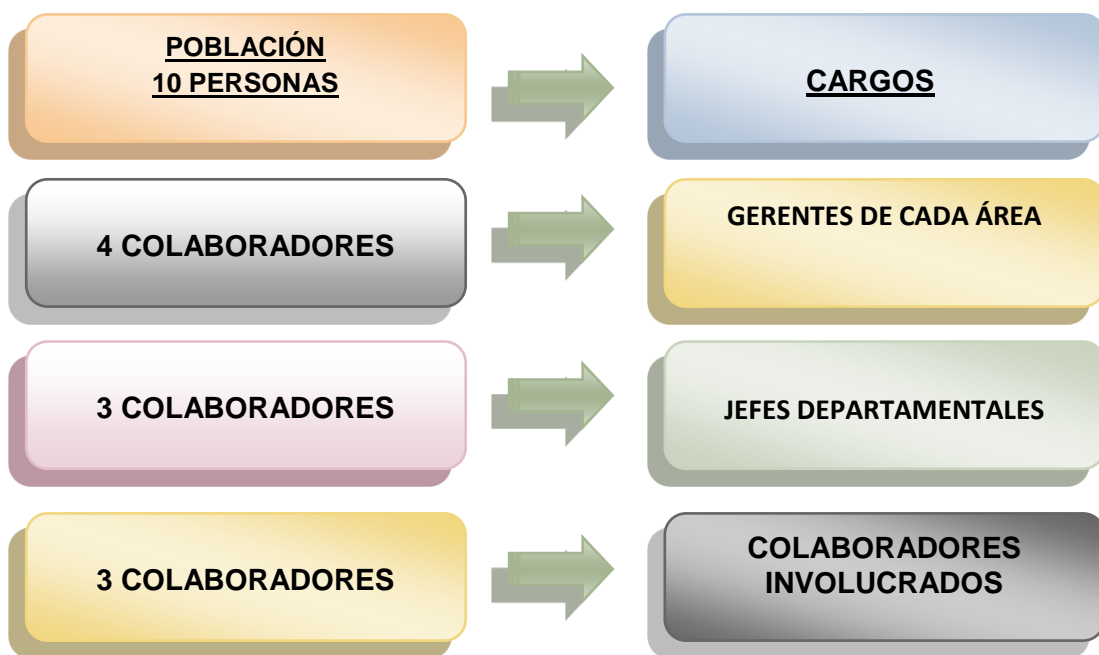 POBLACIÓN
10 PERSONAS
CARGOS
4 COLABORADORES
GERENTES DE CADA ÁREA
3 COLABORADORES
JEFES DEPARTAMENTALES
3 COLABORADORES
COLABORADORES
INVOLUCRADOS